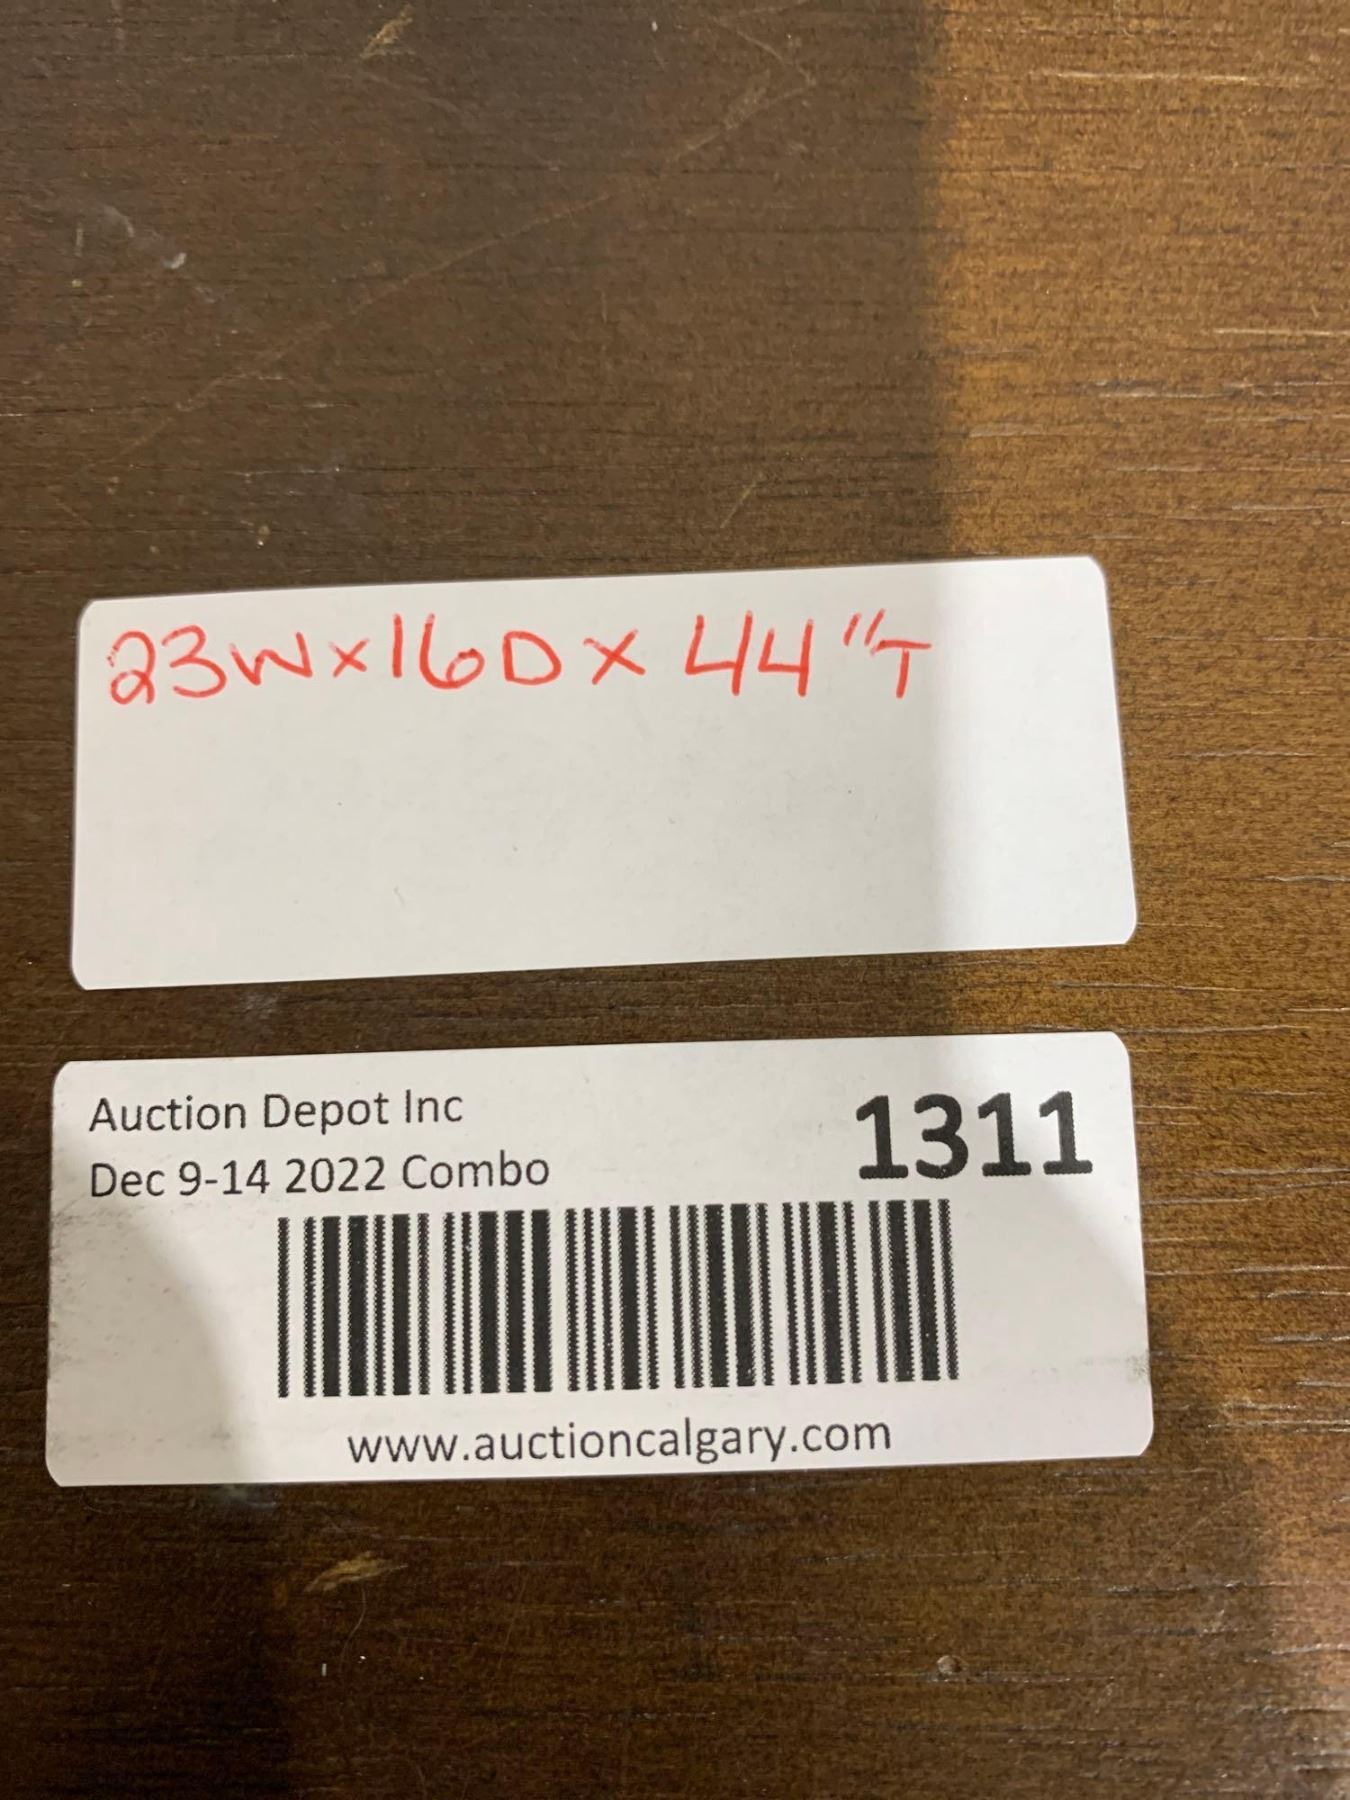 23W x 16D x 44"T
Auction Depot Inc
1311
Dec 9-14 2022 Combo
www.auctioncalgary.com